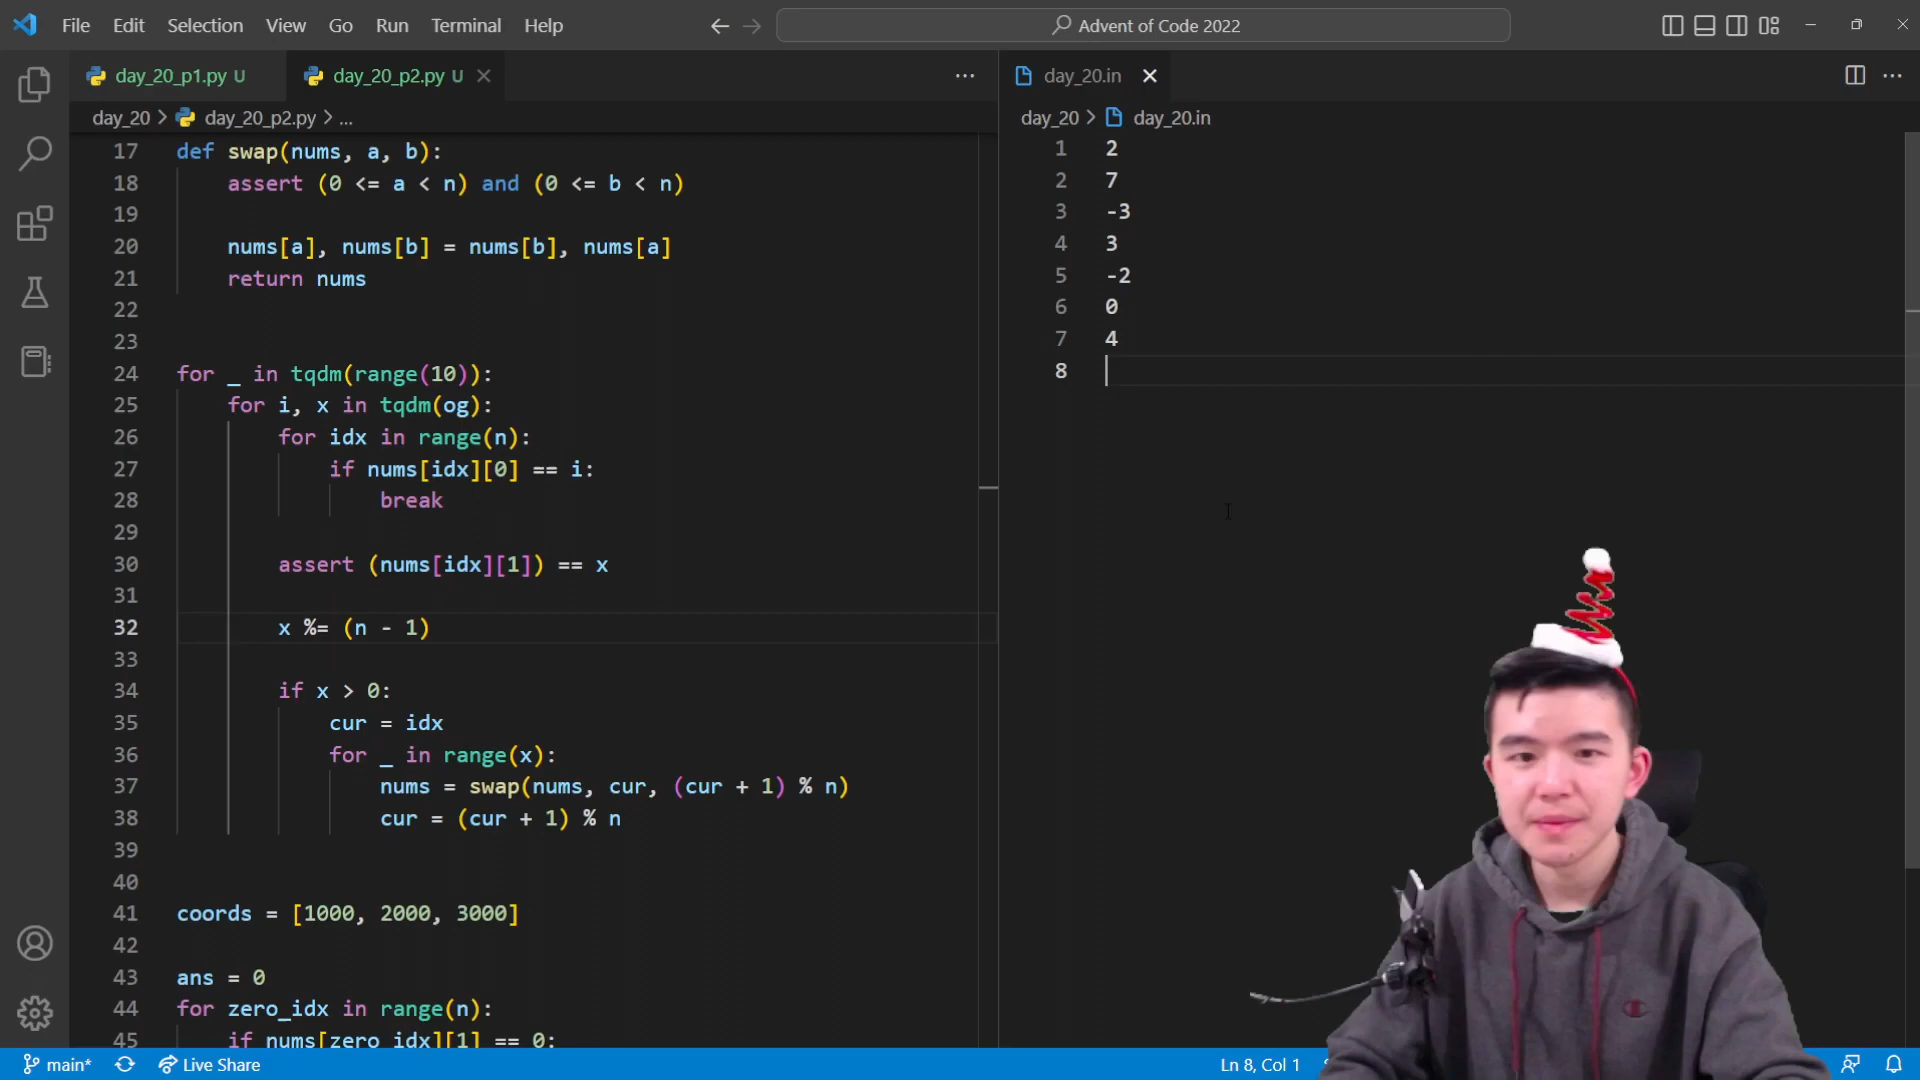 File Edit Selection View Go Run Terminal Help
Advent of Code 2022
day_20_p1.py U
day_20_p2.py U
day_20 > day_20_p2.py > ...
17 def swap(nums, a, b):
18 assert (0 <= a < n) and (0 <= b < n)
19
20 nums[a], nums[b] = nums[b], nums[a]
21 return nums
22
23
24 for _ in tqdm(range(10)):
25 for i, x in tqdm(og):
26 for idx in range(n):
27 if nums[idx][0] == i:
28 break
29
30 assert (nums[idx][1]) == x
31
32 x %= (n - 1)
33
34 if x > 0:
35 cur = idx
36 for _ in range(x):
37 nums = swap(nums, cur, (cur + 1) % n)
38 cur = (cur + 1) % n
39
40
41 coords = [1000, 2000, 3000]
42
43 ans = 0
44 for zero_idx in range(n):
45 if nums[zero_idx][1] == 0:
day_20.in
day_20 > day_20.in
1 2
2 7
3 -3
4 3
5 -2
6 0
7 4
8
main*
Live Share
Ln 8, Col 1